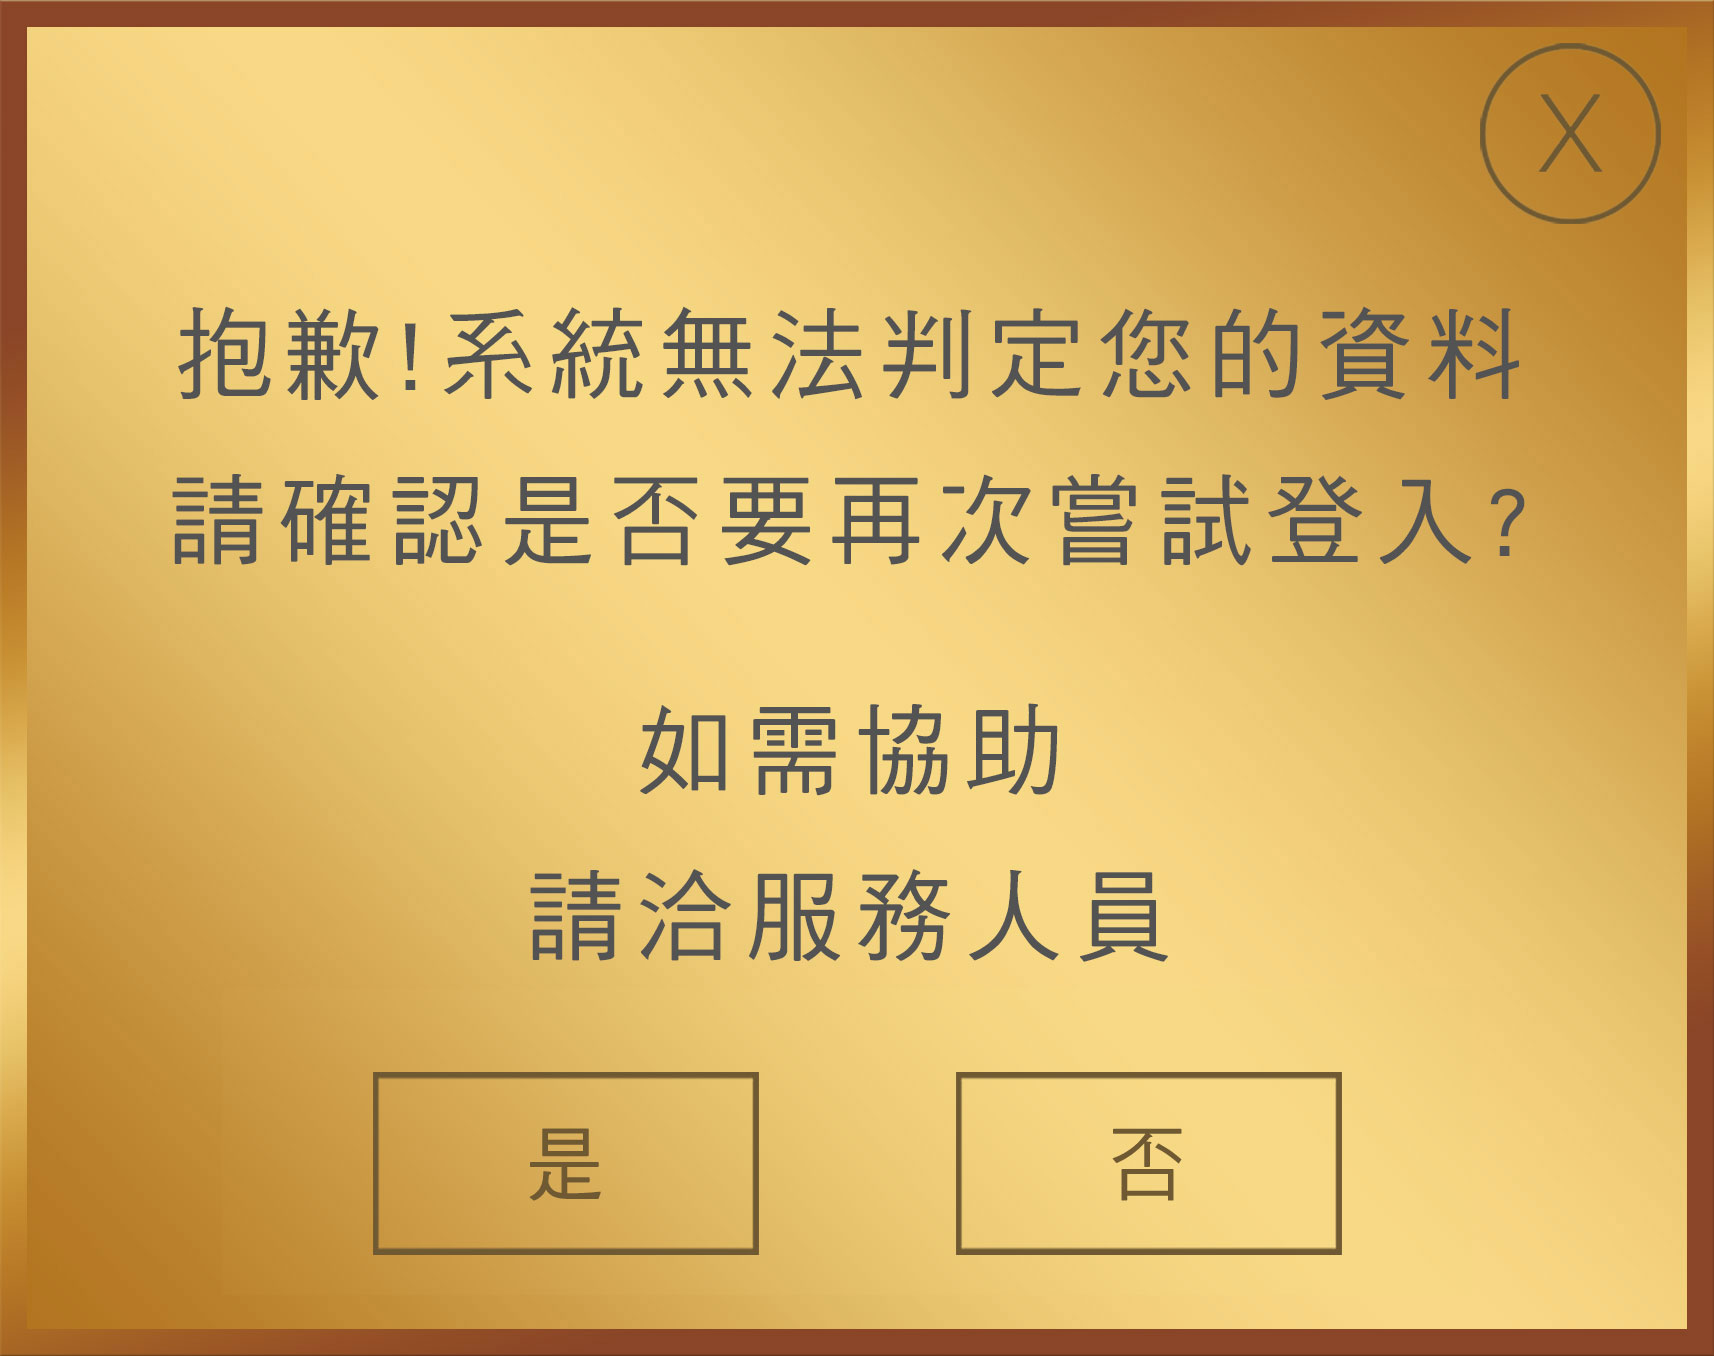 X
抱歉!系統無法判定您的資料
請確認是否要再次嘗試登入?
如需協助
請洽服務人員
是 否